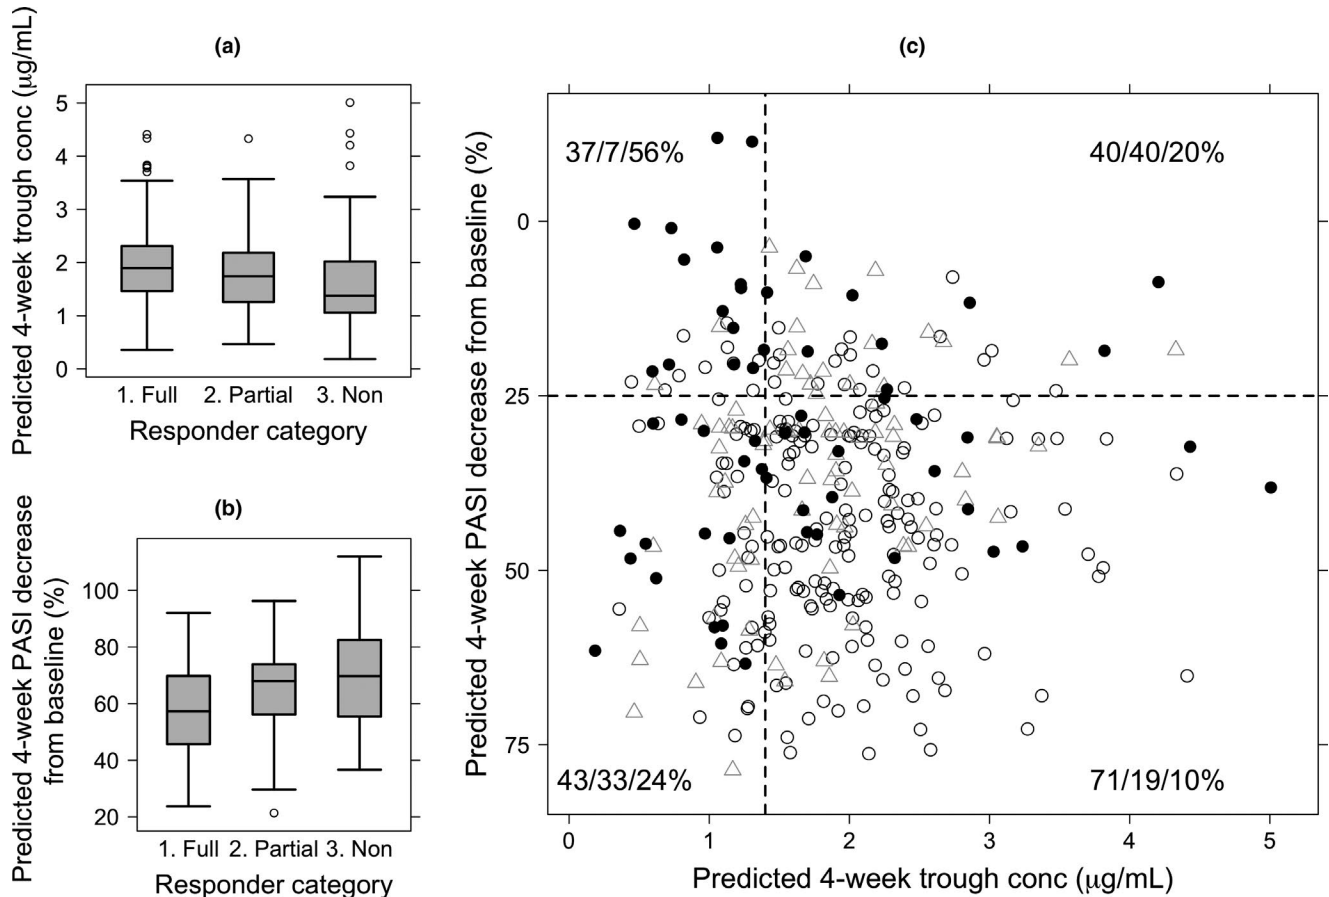 (a)
Predicted 4-week trough conc (μg/mL)
5
4
3
2
1
0
1. Full 2. Partial 3. Non
Responder category
(b)
Predicted 4-week PASI decrease
from baseline (%)
100
80
60
40
20
1. Full 2. Partial 3. Non
Responder category
(c)
Predicted 4-week PASI decrease from baseline (%)
37/7/56%
40/40/20%
0
25
50
75
43/33/24%
71/19/10%
0 1 2 3 4 5
Predicted 4-week trough conc (μg/mL)